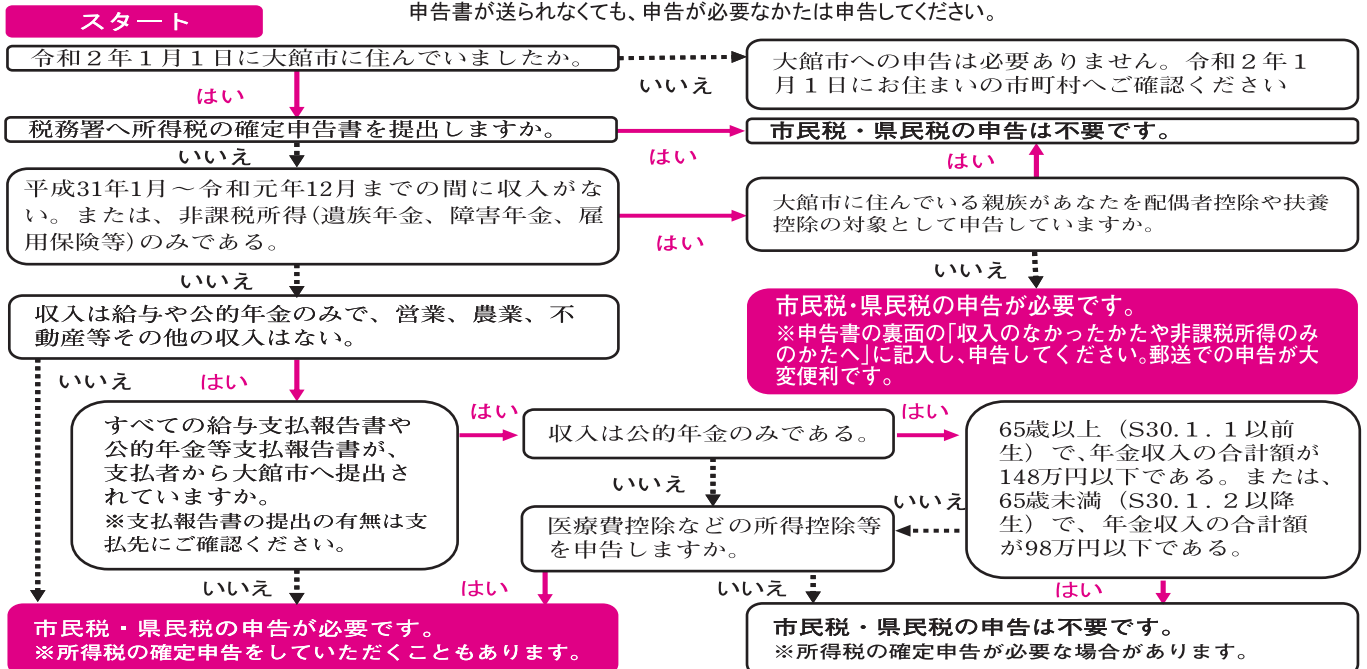 申告書が送られなくても、申告が必要なかたは申告してください。
スタート
令和２年１月１日に大館市に住んでいましたか。
いいえ
大館市への申告は必要ありません。令和２年１
月１日にお住まいの市町村へご確認ください
はい
税務署へ所得税の確定申告書を提出しますか。
はい
市民税・県民税の申告は不要です。
いいえ
はい
平成31年1月～令和元年12月までの間に収入がな
い。または、非課税所得(遺族年金、障害年金、雇
用保険等)のみである。
はい
大館市に住んでいる親族があなたを配偶者控除や扶養
控除の対象として申告していますか。
いいえ
いいえ
市民税・県民税の申告が必要です。
※申告書の裏面の「収入のなかったかたや非課税所得のみ
のかたへ」に記入し、申告してください。郵送での申告が大
変便利です。
収入は給与や公的年金のみで、営業、農業、不
動産等その他の収入はない。
いいえ
はい
すべての給与支払報告書や
公的年金等支払報告書が、
支払者から大館市へ提出さ
れていますか。
※支払報告書の提出の有無は支
払先にご確認ください。
はい
収入は公的年金のみである。
はい
65歳以上（S30.1.1以前
生）で、年金収入の合計額が
148万円以下である。または、
65歳未満（S30.1.2以降
生）で、年金収入の合計額
が98万円以下である。
いいえ
いいえ
医療費控除などの所得控除等
を申告しますか。
いいえ
はい
いいえ
はい
市民税・県民税の申告が必要です。
※所得税の確定申告をしていただくこともあります。
市民税・県民税の申告は不要です。
※所得税の確定申告が必要な場合があります。